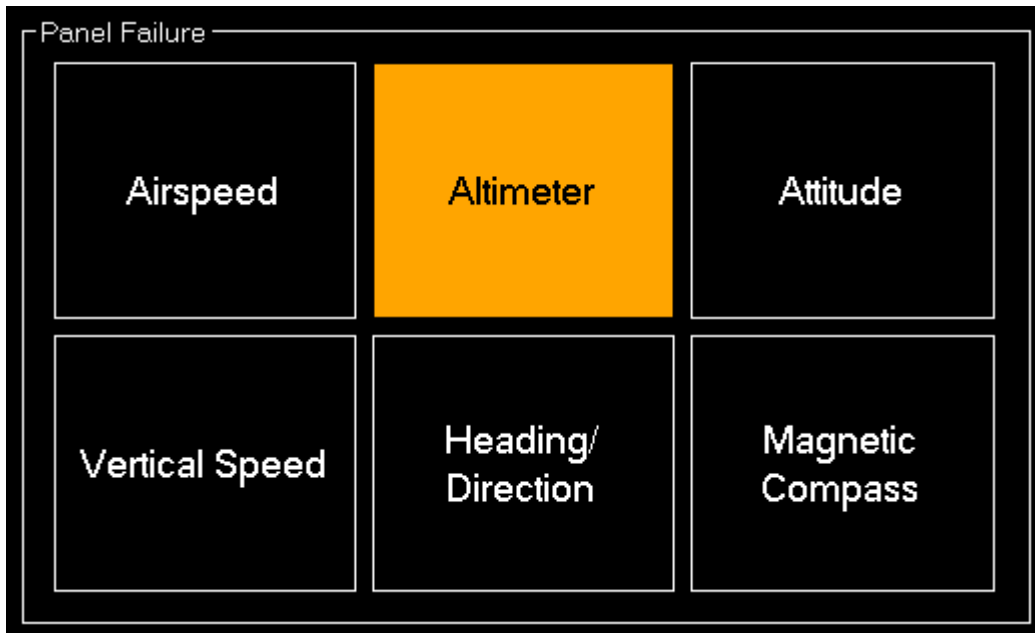 Panel Failure
Airspeed
Altimeter
Attitude
Vertical Speed
Heading/
Direction
Magnetic
Compass